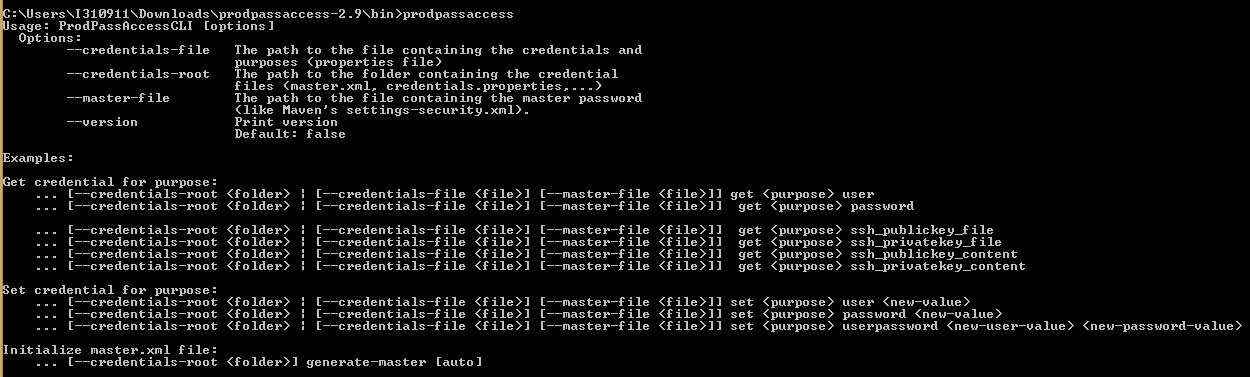 C:\Users\I310911\Downloads\prodpassaccess-2.9\bin>prodpassaccess
Usage: ProdPassAccessCLI [options]
  Options:
        --credentials-file   The path to the file containing the credentials and
                             purposes (properties file)
        --credentials-root   The path to the folder containing the credential
                             files (master.xml, credentials.properties,...)
        --master-file        The path to the file containing the master password
                             (like Maven's settings-security.xml).
        --version            Print version
                             Default: false
Examples:
Get credential for purpose:
    ... [--credentials-root <folder> ¦ [--credentials-file <file>] [--master-file <file>]] get <purpose> user
    ... [--credentials-root <folder> ¦ [--credentials-file <file>] [--master-file <file>]]  get <purpose> password
    ... [--credentials-root <folder> ¦ [--credentials-file <file>] [--master-file <file>]]  get <purpose> ssh_publickey_file
    ... [--credentials-root <folder> ¦ [--credentials-file <file>] [--master-file <file>]]  get <purpose> ssh_privatekey_file
    ... [--credentials-root <folder> ¦ [--credentials-file <file>] [--master-file <file>]]  get <purpose> ssh_publickey_content
    ... [--credentials-root <folder> ¦ [--credentials-file <file>] [--master-file <file>]]  get <purpose> ssh_privatekey_content
Set credential for purpose:
    ... [--credentials-root <folder> ¦ [--credentials-file <file>] [--master-file <file>]] set <purpose> user <new-value>
    ... [--credentials-root <folder> ¦ [--credentials-file <file>] [--master-file <file>]] set <purpose> password <new-value>
    ... [--credentials-root <folder> ¦ [--credentials-file <file>] [--master-file <file>]] set <purpose> userpassword <new-user-value> <new-password-value>
Initialize master.xml file:
    ... [--credentials-root <folder>] generate-master [auto]